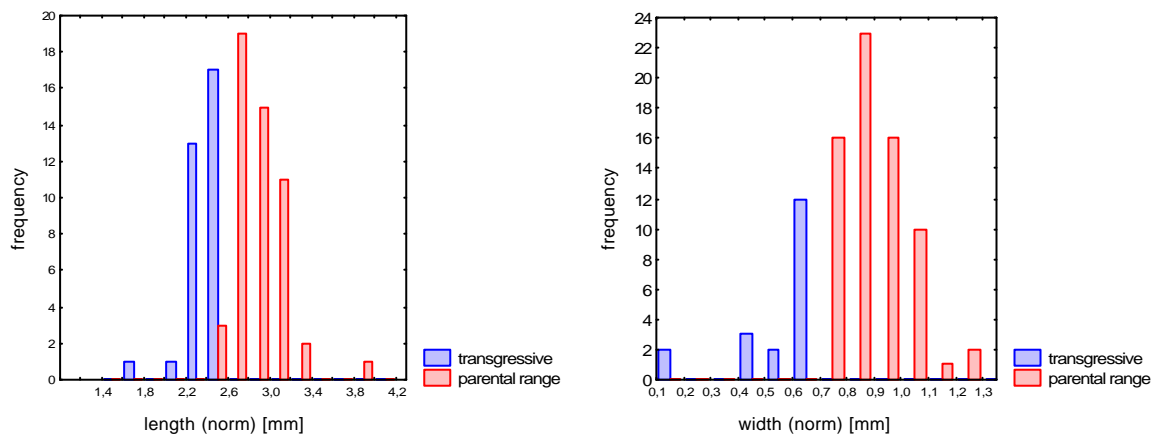 20
18
16
14
12
10
8
6
4
2
0
frequency
1,4 1,8 2,2 2,6 3,0 3,4 3,8 4,2
length (norm) [mm]
transgressive
parental range
24
22
20
18
16
14
12
10
8
6
4
2
0
frequency
0,1 0,2 0,3 0,4 0,5 0,6 0,7 0,8 0,9 1,0 1,1 1,2 1,3
width (norm) [mm]
transgressive
parental range